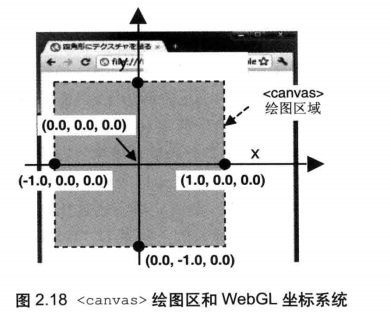 四角形にテクスチャを貼る ×
y
<canvas>
绘图区域
(0.0, 0.0, 0.0)
X
(-1.0, 0.0, 0.0)
(1.0, 0.0, 0.0)
(0.0, -1.0, 0.0)
图 2.18 <canvas> 绘图区和 WebGL 坐标系统